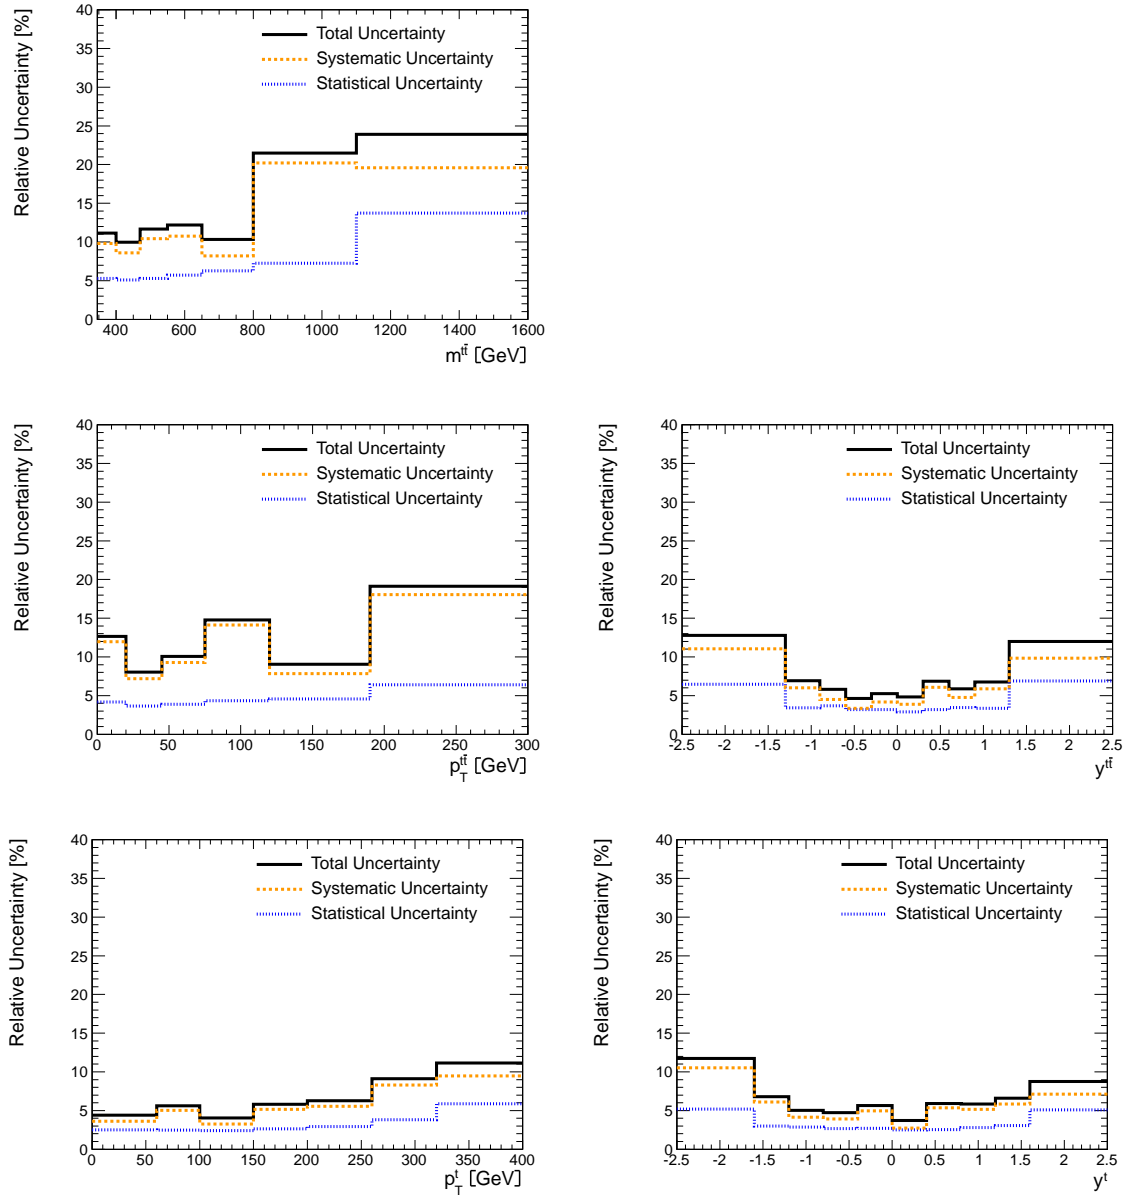 Relative Uncertainty [%]
40
35
30
25
20
15
10
5
0
Total Uncertainty
Systematic Uncertainty
Statistical Uncertainty
400 600 800 1000 1200 1400 1600
m^{tt̄} [GeV]
Relative Uncertainty [%]
40
35
30
25
20
15
10
5
0
Total Uncertainty
Systematic Uncertainty
Statistical Uncertainty
0 50 100 150 200 250 300
p_T^{tt̄} [GeV]
Relative Uncertainty [%]
40
35
30
25
20
15
10
5
0
Total Uncertainty
Systematic Uncertainty
Statistical Uncertainty
-2.5 -2 -1.5 -1 -0.5 0 0.5 1 1.5 2 2.5
y^{tt̄}
Relative Uncertainty [%]
40
35
30
25
20
15
10
5
0
Total Uncertainty
Systematic Uncertainty
Statistical Uncertainty
0 50 100 150 200 250 300 350 400
p_T^t [GeV]
Relative Uncertainty [%]
40
35
30
25
20
15
10
5
0
Total Uncertainty
Systematic Uncertainty
Statistical Uncertainty
-2.5 -2 -1.5 -1 -0.5 0 0.5 1 1.5 2 2.5
y^t